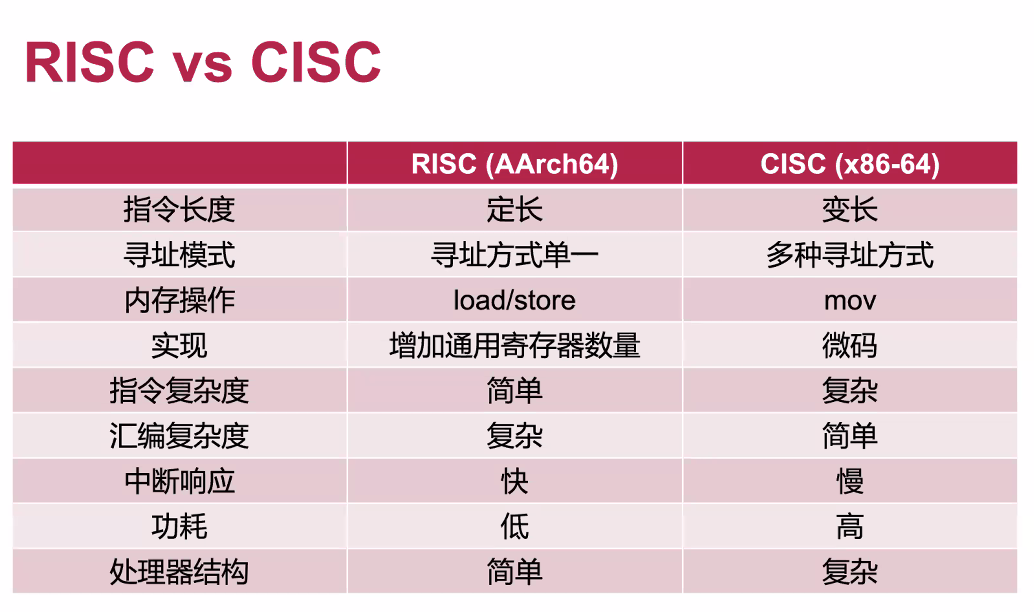 RISC vs CISC
RISC (AArch64) CISC (x86-64)
指令长度 定长 变长
寻址模式 寻址方式单一 多种寻址方式
内存操作 load/store mov
实现 增加通用寄存器数量 微码
指令复杂度 简单 复杂
汇编复杂度 复杂 简单
中断响应 快 慢
功耗 低 高
处理器结构 简单 复杂